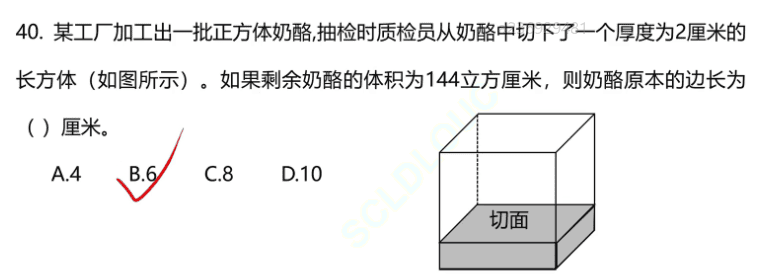 40. 某工厂加工出一批正方体奶酪,抽检时质检员从奶酪中切下了一个厚度为2厘米的
长方体（如图所示）。如果剩余奶酪的体积为144立方厘米，则奶酪原本的边长为
（ ）厘米。
A.4 B.6 C.8 D.10
切面